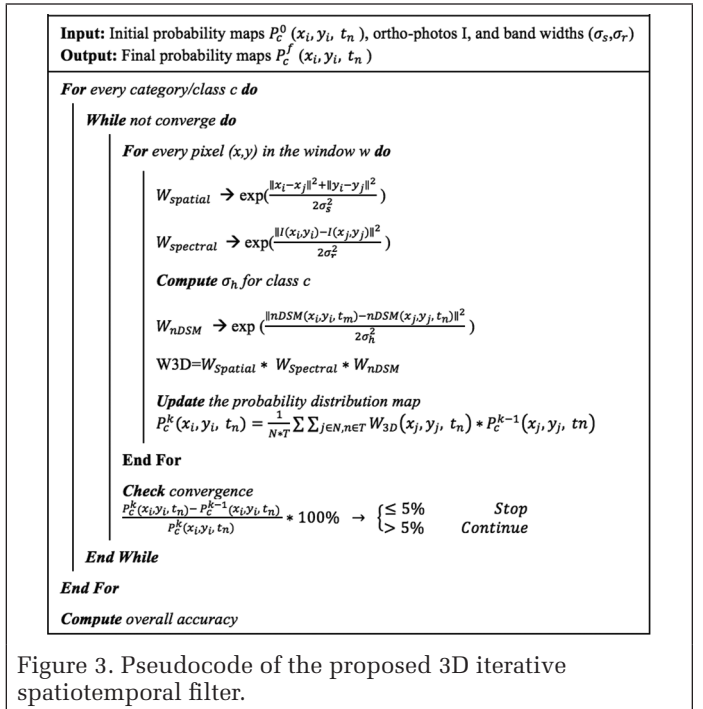 Input: Initial probability maps P_c^0 (x_i, y_i, t_n), ortho-photos I, and band widths (σ_s,σ_r)
Output: Final probability maps P_c^f (x_i, y_i, t_n)
For every category/class c do
While not converge do
For every pixel (x,y) in the window w do
W_spatial → exp(‖x_i−x_j‖²+‖y_i−y_j‖² / 2σ_s²)
W_spectral → exp(‖I(x_i,y_i)−I(x_j,y_j)‖² / 2σ_r²)
Compute σ_h for class c
W_nDSM → exp (‖nDSM(x_i,y_i, t_m)−nDSM(x_j,y_j, t_n)‖² / 2σ_h²)
W3D=W_Spatial * W_Spectral * W_nDSM
Update the probability distribution map
P_c^k(x_i, y_i, t_n) = 1/N*T ∑ ∑_{j∈N,n∈T} W_3D(x_j, y_j, t_n) * P_c^{k−1}(x_j, y_j, tn)
End For
Check convergence
P_c^k(x_i,y_i, t_n)− P_c^{k−1}(x_i,y_i, t_n) / P_c^k(x_i,y_i, t_n) * 100% → { ≤ 5% Stop
> 5% Continue
End While
End For
Compute overall accuracy
Figure 3. Pseudocode of the proposed 3D iterative
spatiotemporal filter.